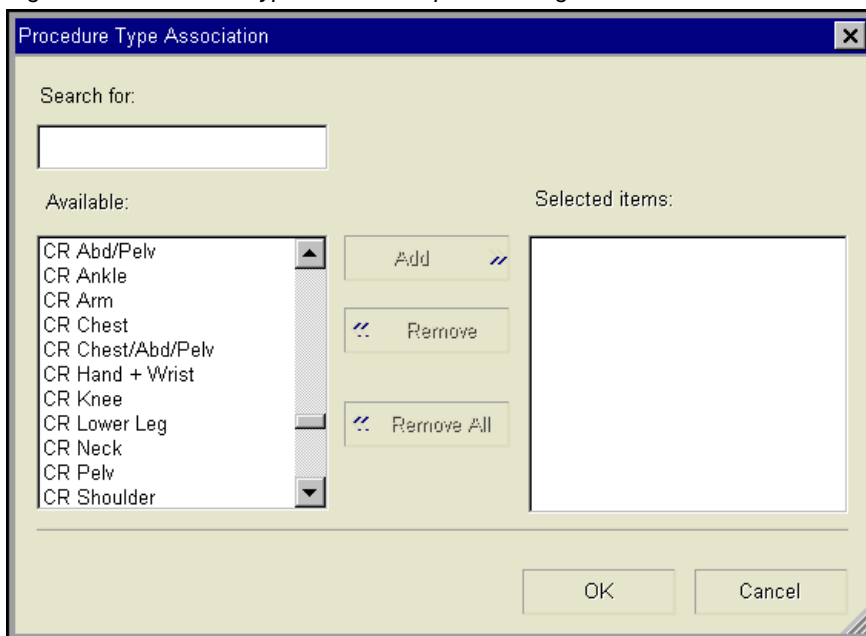 Procedure Type Association
Search for:
Available:
Selected items:
CR Abd/Pelv
CR Ankle
CR Arm
CR Chest
CR Chest/Abd/Pelv
CR Hand + Wrist
CR Knee
CR Lower Leg
CR Neck
CR Pelv
CR Shoulder
Add »
« Remove
« Remove All
OK
Cancel